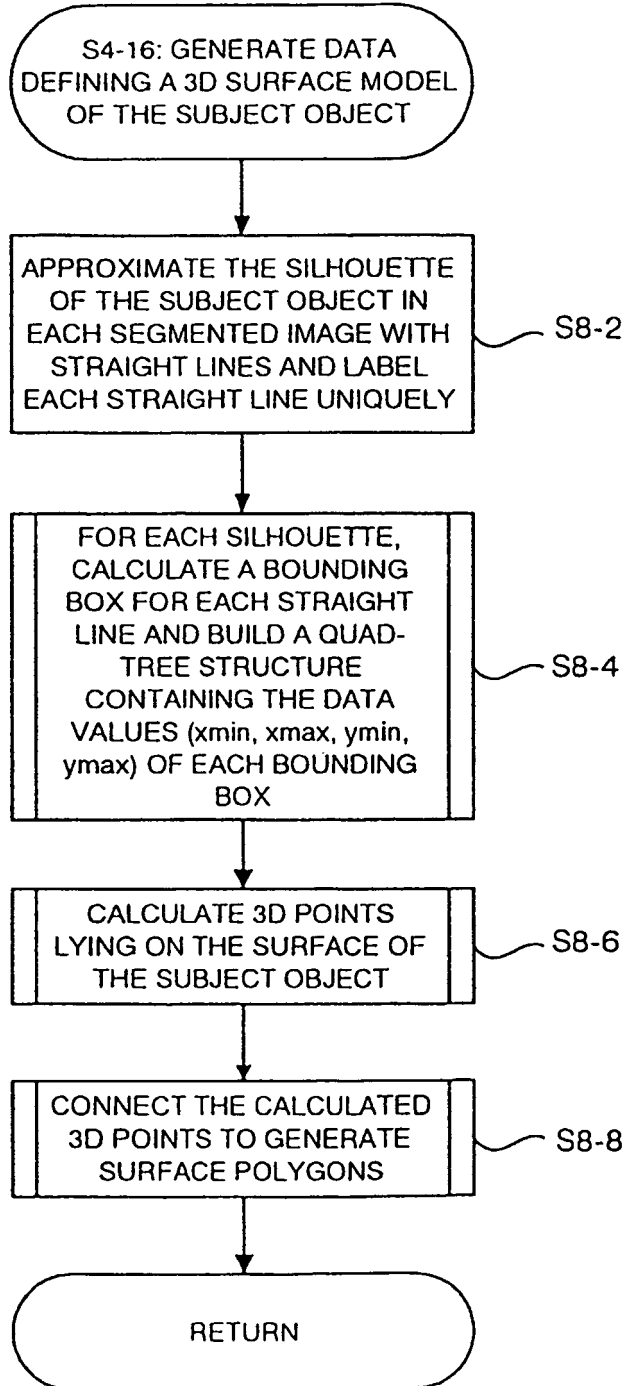 S4-16: GENERATE DATA
DEFINING A 3D SURFACE MODEL
OF THE SUBJECT OBJECT
APPROXIMATE THE SILHOUETTE
OF THE SUBJECT OBJECT IN
EACH SEGMENTED IMAGE WITH
STRAIGHT LINES AND LABEL
EACH STRAIGHT LINE UNIQUELY
S8-2
FOR EACH SILHOUETTE,
CALCULATE A BOUNDING
BOX FOR EACH STRAIGHT
LINE AND BUILD A QUAD-
TREE STRUCTURE
CONTAINING THE DATA
VALUES (xmin, xmax, ymin,
ymax) OF EACH BOUNDING
BOX
S8-4
CALCULATE 3D POINTS
LYING ON THE SURFACE OF
THE SUBJECT OBJECT
S8-6
CONNECT THE CALCULATED
3D POINTS TO GENERATE
SURFACE POLYGONS
S8-8
RETURN